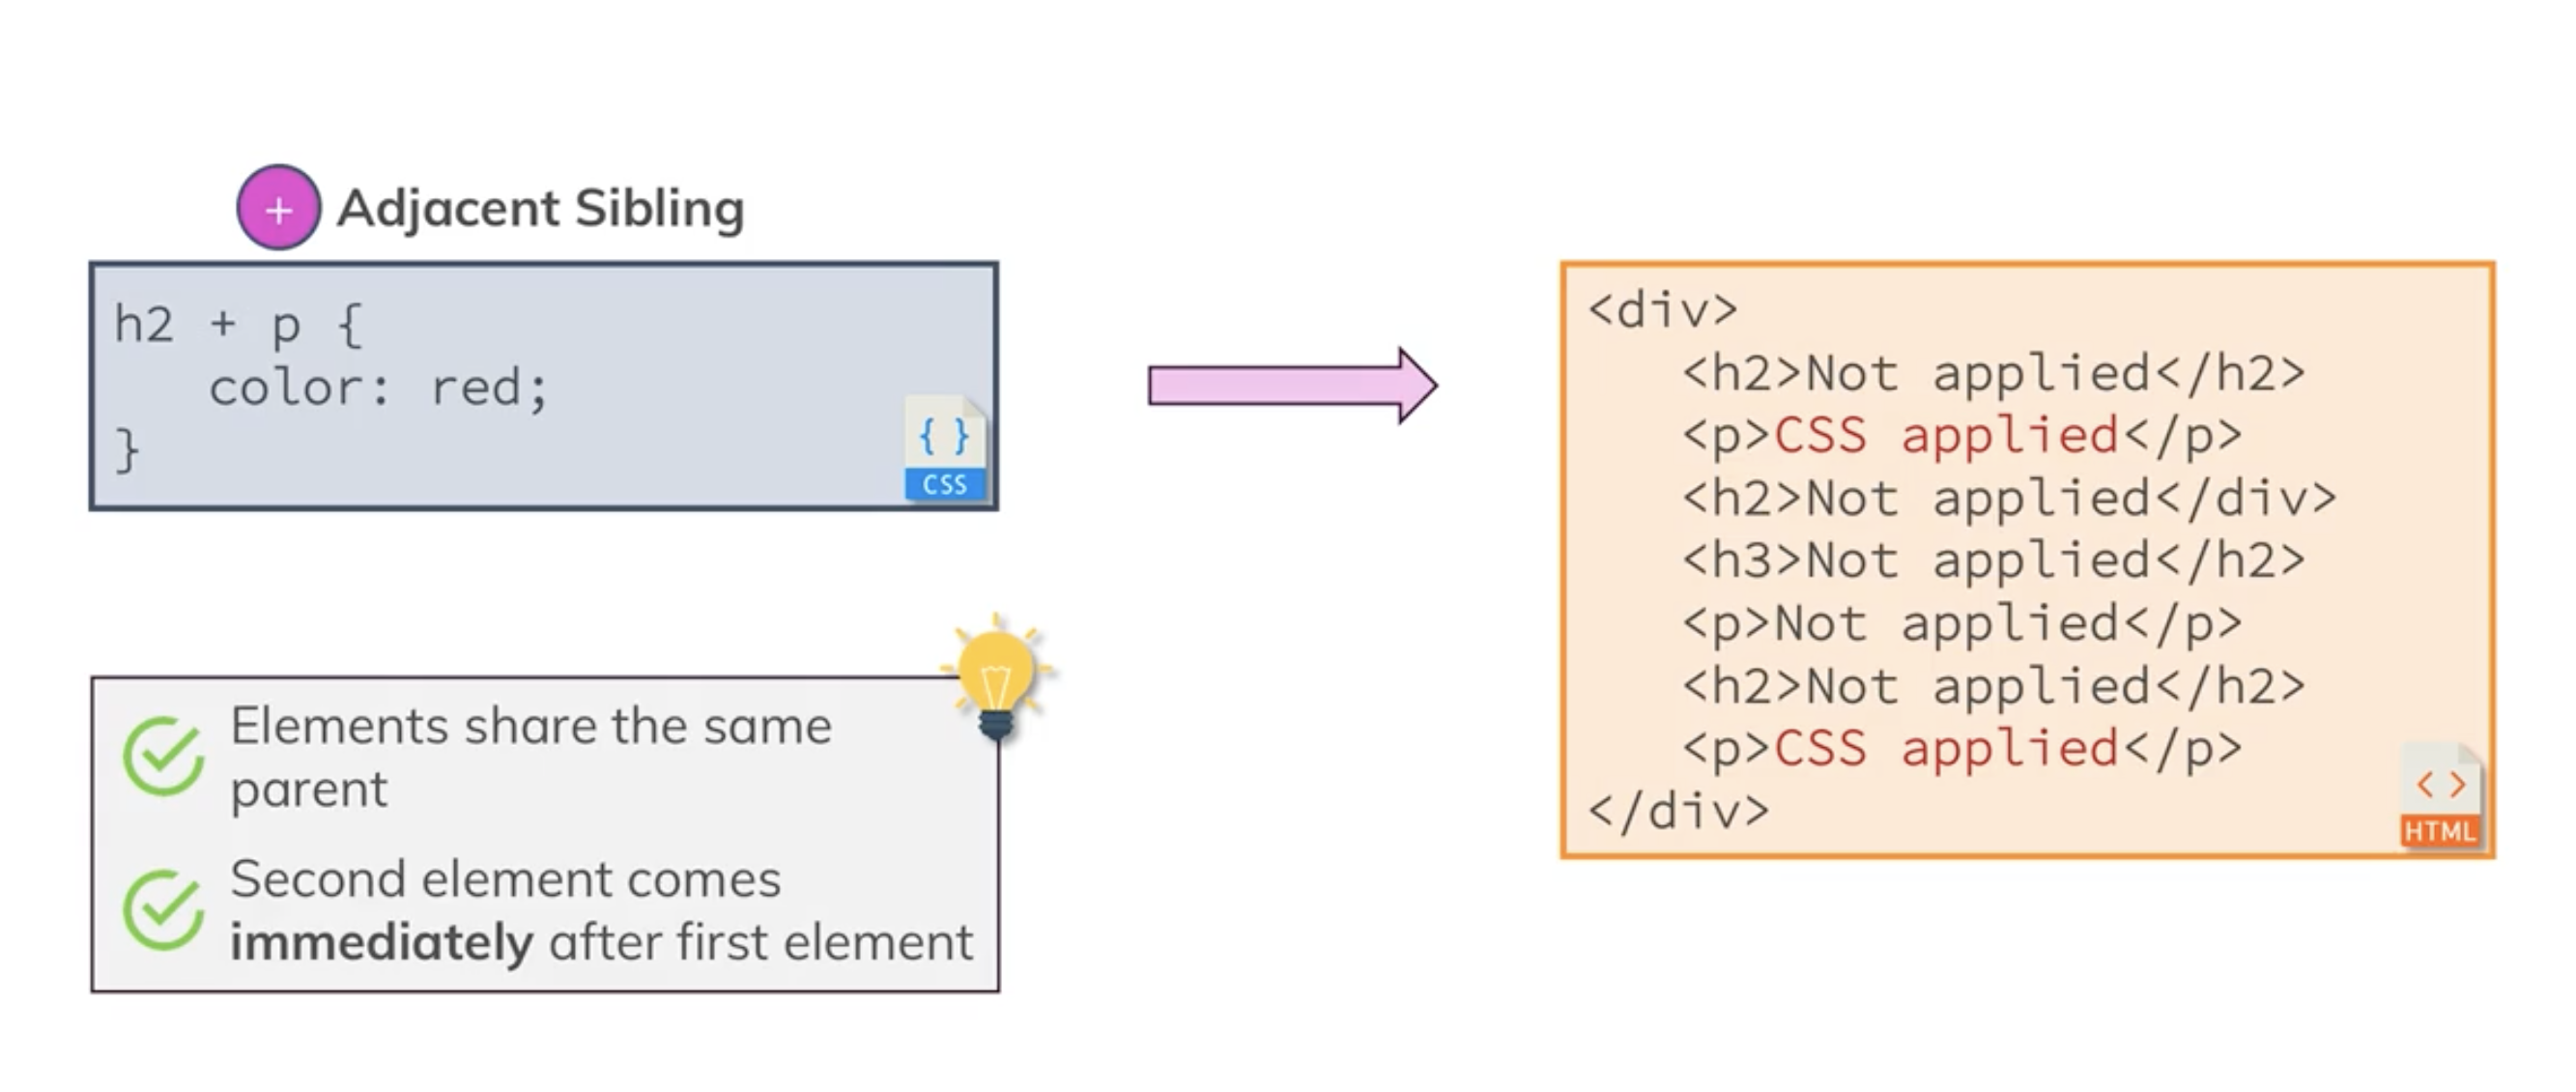 + Adjacent Sibling
h2 + p {
   color: red;
}
{ }
CSS
Elements share the same
parent
Second element comes
immediately after first element
<div>
   <h2>Not applied</h2>
   <p>CSS applied</p>
   <h2>Not applied</div>
   <h3>Not applied</h2>
   <p>Not applied</p>
   <h2>Not applied</h2>
   <p>CSS applied</p>
</div>
< >
HTML